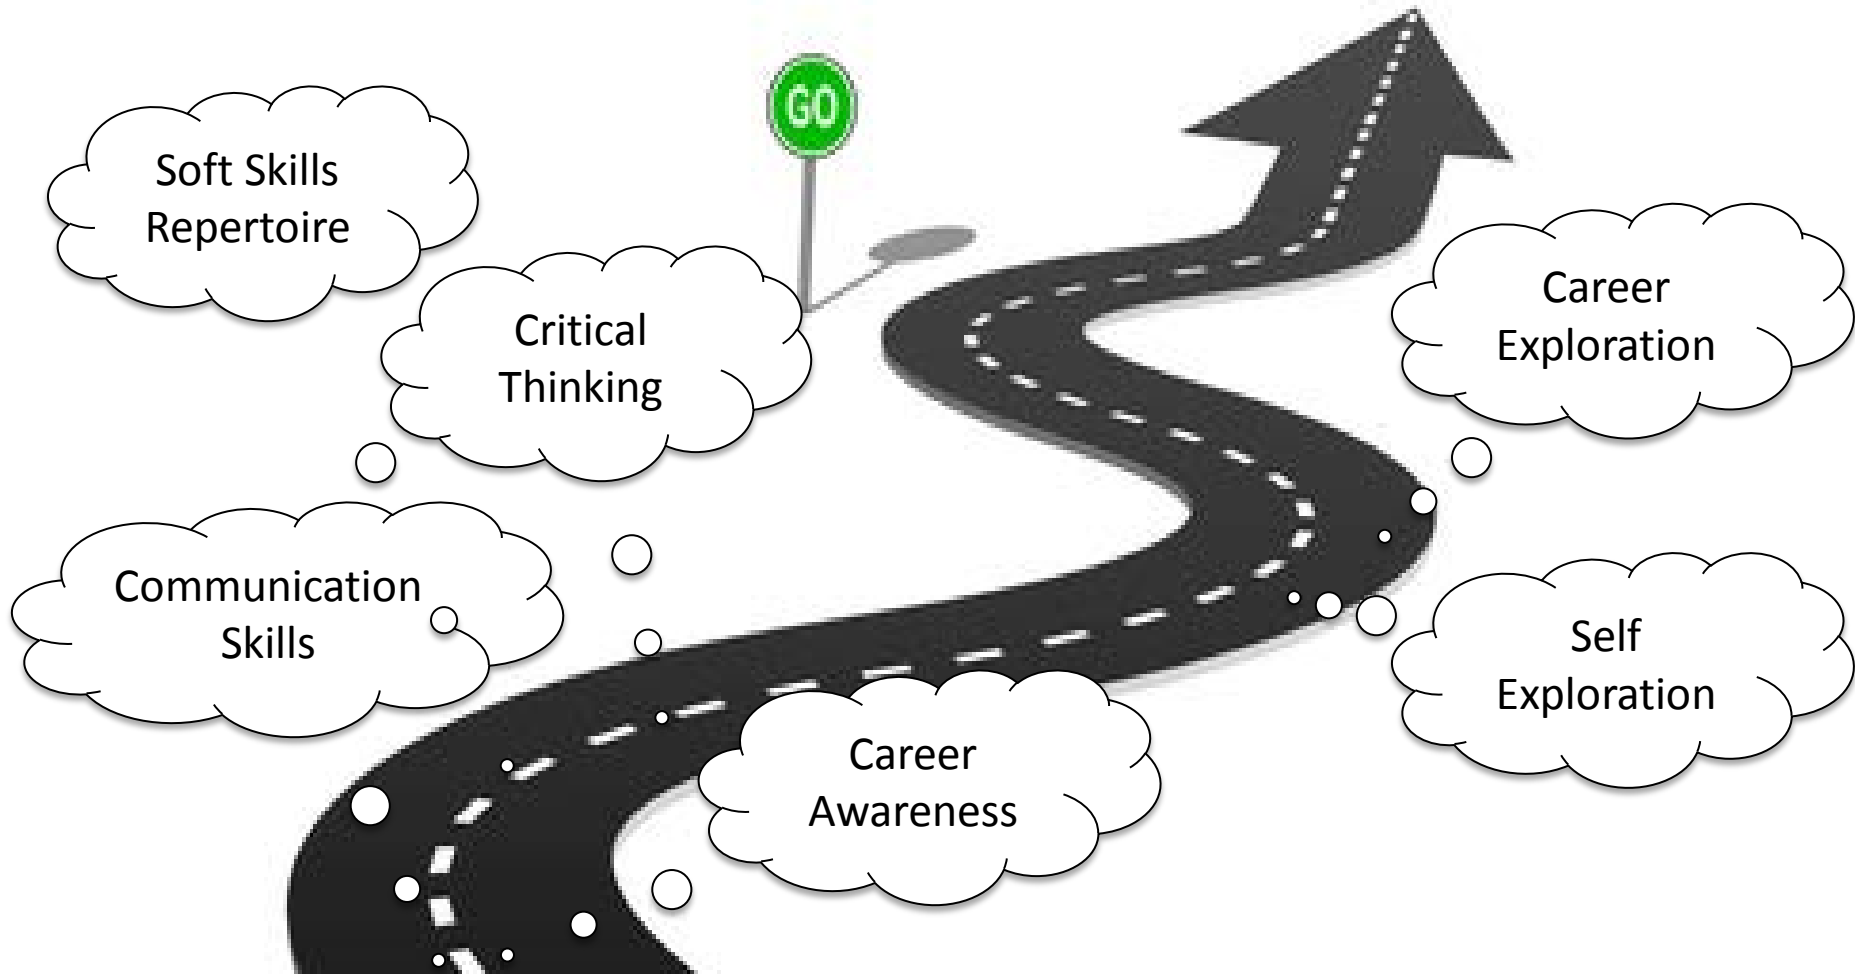 GO
Soft Skills
Repertoire
Critical
Thinking
Career
Exploration
Communication
Skills
Self
Exploration
Career
Awareness